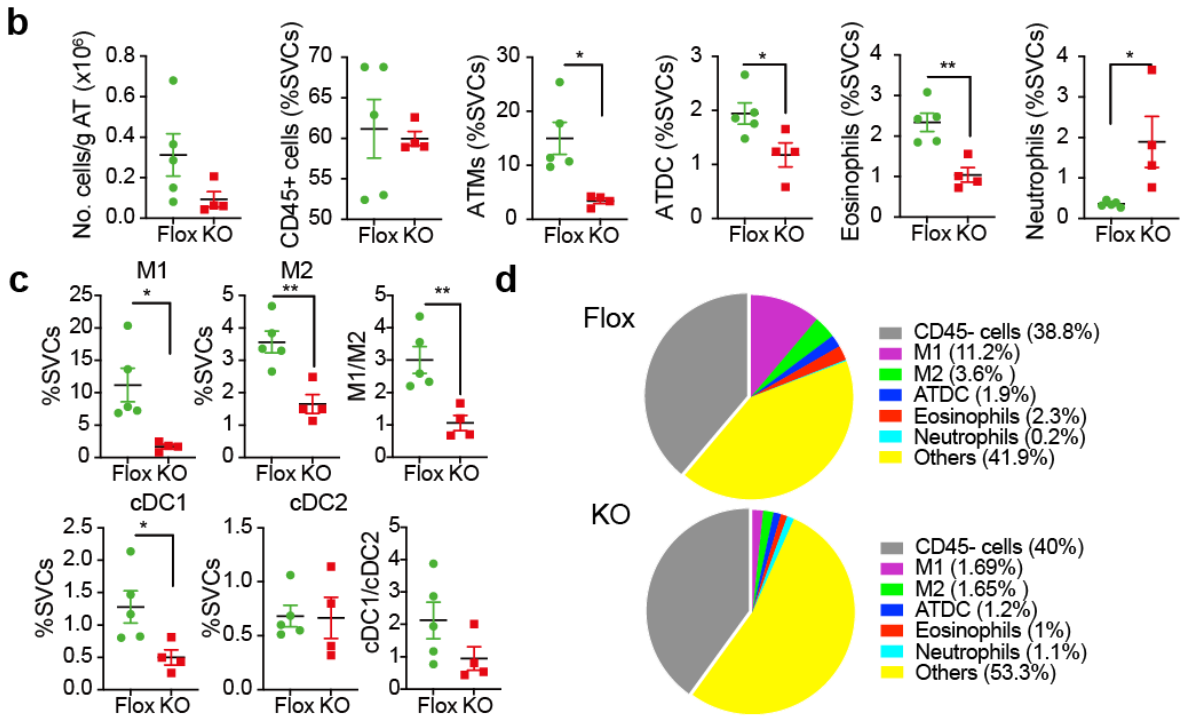 b
No. cells/g AT (x10⁶)
0.8
0.6
0.4
0.2
0.0
Flox KO
CD45+ cells (%SVCs)
70
65
60
55
50
Flox KO
ATMs (%SVCs)
30
20
10
0
*
Flox KO
ATDC (%SVCs)
3
2
1
0
*
Flox KO
Eosinophils (%SVCs)
4
3
2
1
0
**
Flox KO
Neutrophils (%SVCs)
4
3
2
1
0
*
Flox KO
c
M1
%SVCs
25
20
15
10
5
0
*
Flox KO
M2
%SVCs
5
4
3
2
1
0
**
Flox KO
M1/M2
5
4
3
2
1
0
**
Flox KO
cDC1
%SVCs
2.5
2.0
1.5
1.0
0.5
0.0
*
Flox KO
cDC2
%SVCs
1.5
1.0
0.5
0.0
Flox KO
cDC1/cDC2
5
4
3
2
1
0
Flox KO
d
Flox
CD45- cells (38.8%)
M1 (11.2%)
M2 (3.6% )
ATDC (1.9%)
Eosinophils (2.3%)
Neutrophils (0.2%)
Others (41.9%)
KO
CD45- cells (40%)
M1 (1.69%)
M2 (1.65%)
ATDC (1.2%)
Eosinophils (1%)
Neutrophils (1.1%)
Others (53.3%)